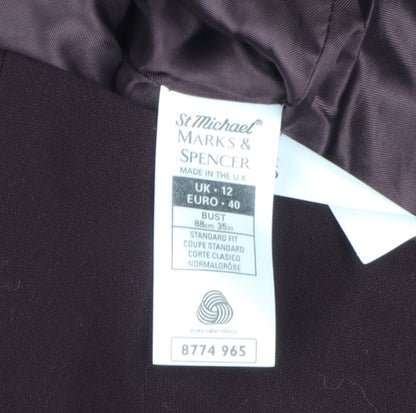 St Michael®
MARKS &
SPENCER
MADE IN THE U.K.
UK • 12
EURO • 40
BUST
88cm 35in
STANDARD FIT
COUPE STANDARD
CORTE CLASICO
NORMALGRÖSE
PURE NEW WOOL
8774 965